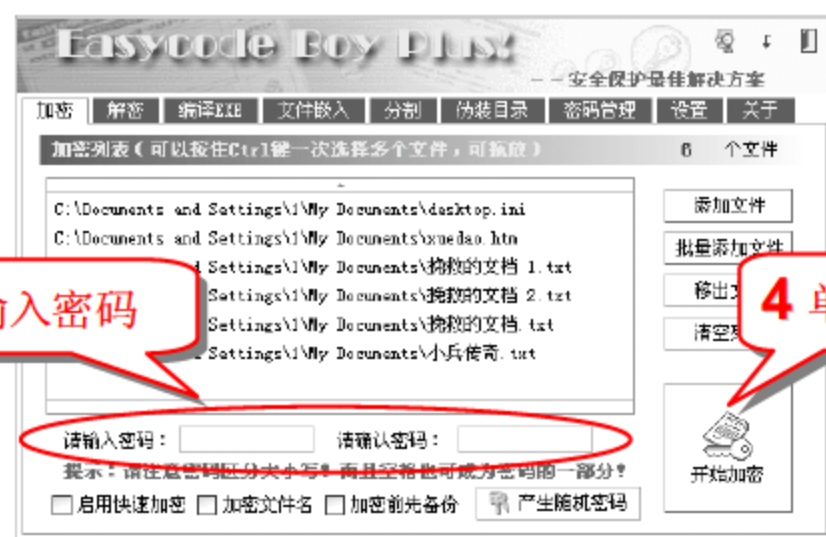 Easycode Boy Plus!
--安全保护最佳解决方案
加密 解密 编译EXE 文件嵌入 分割 伪装目录 密码管理 设置 关于
加密列表(可以按住Ctrl键一次选择多个文件,可拖放) 6 个文件
C:\Documents and Settings\1\My Documents\desktop.ini
C:\Documents and Settings\1\My Documents\xuedao.htm
Settings\1\My Documents\挽救的文档 1.txt
Settings\1\My Documents\挽救的文档 2.txt
Settings\1\My Documents\挽救的文档.txt
Settings\1\My Documents\小兵传奇.txt
添加文件
批量添加文件
移出
清空
入密码
4 单
请输入密码: 请确认密码:
提示:请注意密码区分大小写!而且空格也可成为密码的一部分!
启用快速加密 加密文件名 加密前先备份 产生随机密码
开始加密